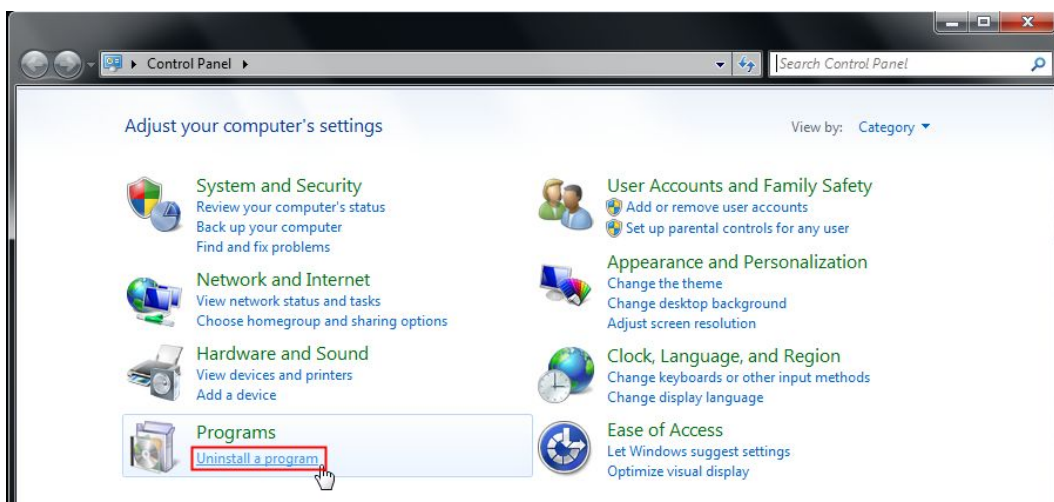 Control Panel
Search Control Panel
Adjust your computer's settings
View by: Category
System and Security
Review your computer's status
Back up your computer
Find and fix problems
Network and Internet
View network status and tasks
Choose homegroup and sharing options
Hardware and Sound
View devices and printers
Add a device
Programs
Uninstall a program
User Accounts and Family Safety
Add or remove user accounts
Set up parental controls for any user
Appearance and Personalization
Change the theme
Change desktop background
Adjust screen resolution
Clock, Language, and Region
Change keyboards or other input methods
Change display language
Ease of Access
Let Windows suggest settings
Optimize visual display